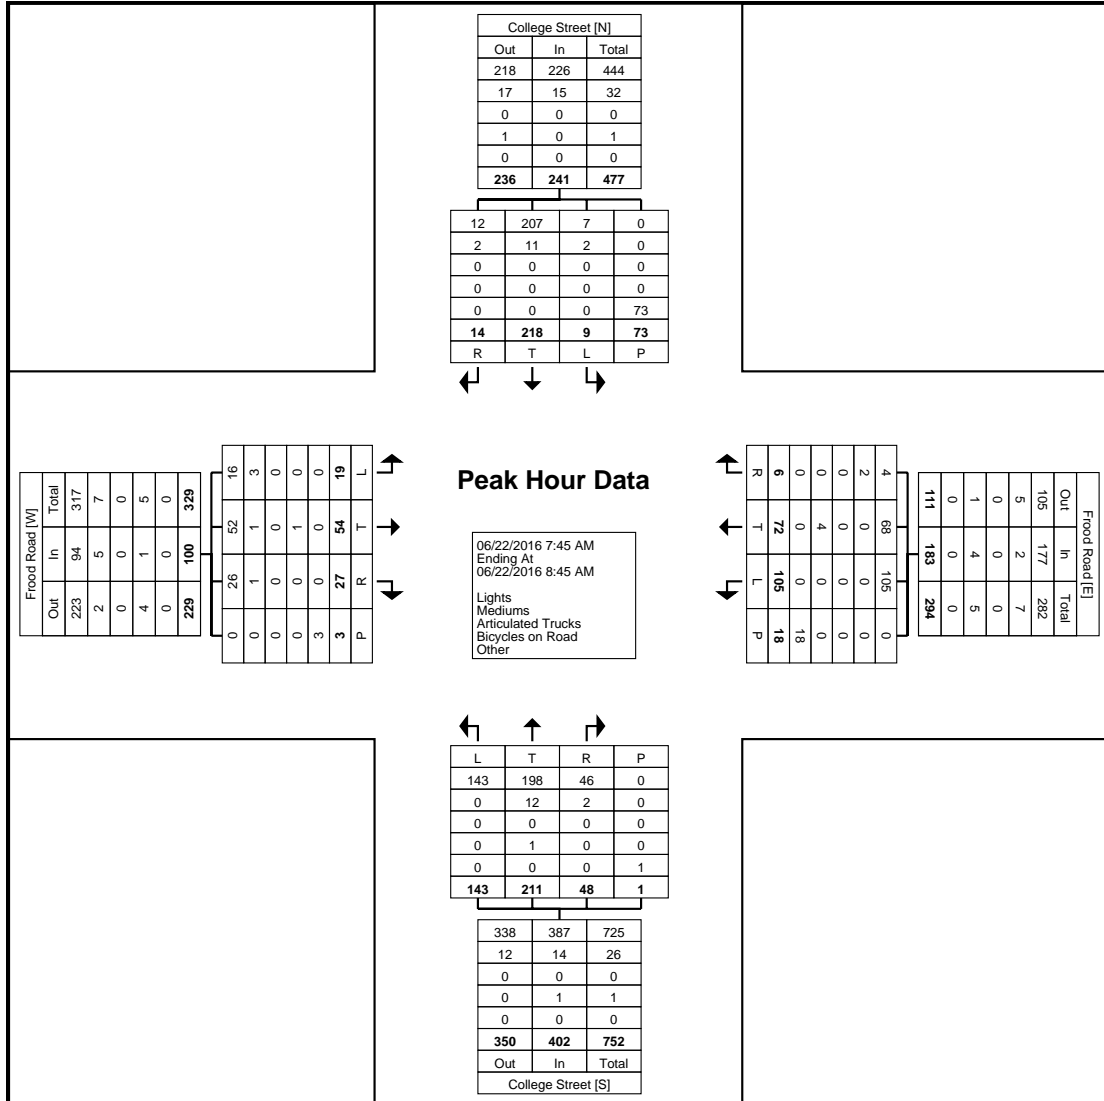 College Street [N]
Out In Total
218 226 444
17 15 32
0 0 0
1 0 1
0 0 0
236 241 477
12 207 7 0
2 11 2 0
0 0 0 0
0 0 0 0
0 0 0 73
14 218 9 73
R T L P
Frood Road [W]
Total In Out
317 94 223
7 5 2
0 0 0
5 1 4
0 0 0
329 100 229
16 52 26 0
3 1 1 0
0 0 0 0
0 1 0 0
0 0 0 3
19 54 27 3
L T R P
Peak Hour Data
06/22/2016 7:45 AM
Ending At
06/22/2016 8:45 AM
Lights
Mediums
Articulated Trucks
Bicycles on Road
Other
R T L P
6 72 105 18
0 0 0 18
0 4 0 0
0 0 0 0
2 0 0 0
4 68 105 0
Frood Road [E]
Out In Total
105 177 282
5 2 7
0 0 0
1 4 5
0 0 0
111 183 294
L T R P
143 198 46 0
0 12 2 0
0 0 0 0
0 1 0 0
0 0 0 1
143 211 48 1
338 387 725
12 14 26
0 0 0
0 1 1
0 0 0
350 402 752
Out In Total
College Street [S]